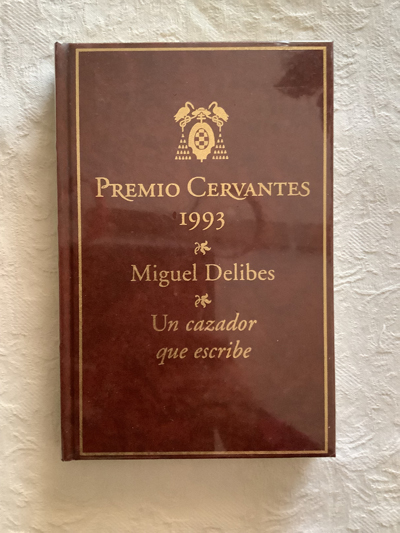 PREMIO CERVANTES
1993
Miguel Delibes
Un cazador
que escribe